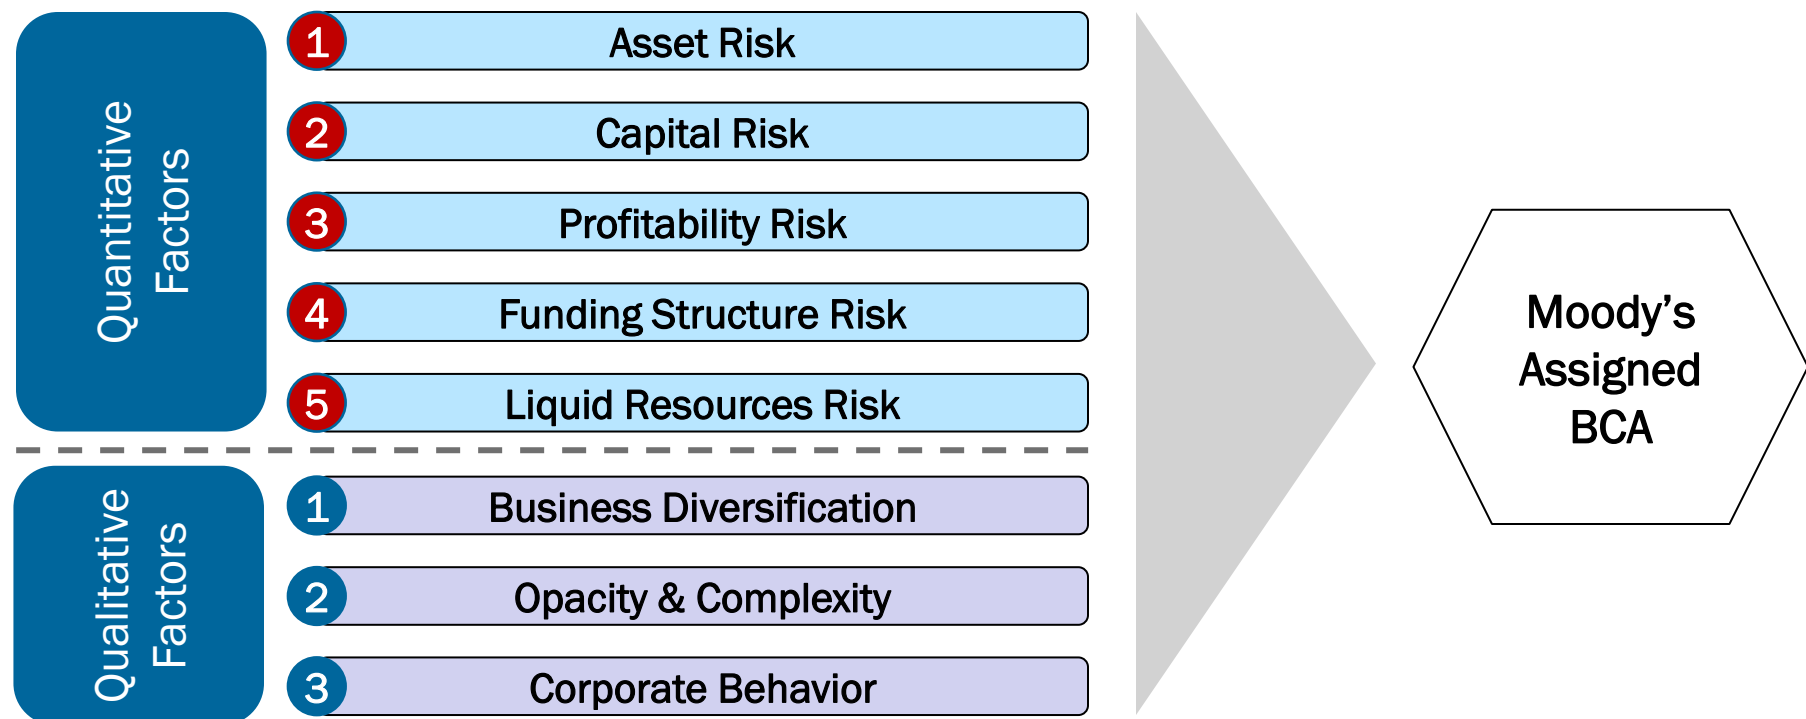 Quantitative
Factors
1
Asset Risk
2
Capital Risk
3
Profitability Risk
4
Funding Structure Risk
5
Liquid Resources Risk
Qualitative
Factors
1
Business Diversification
2
Opacity & Complexity
3
Corporate Behavior
Moody’s
Assigned
BCA